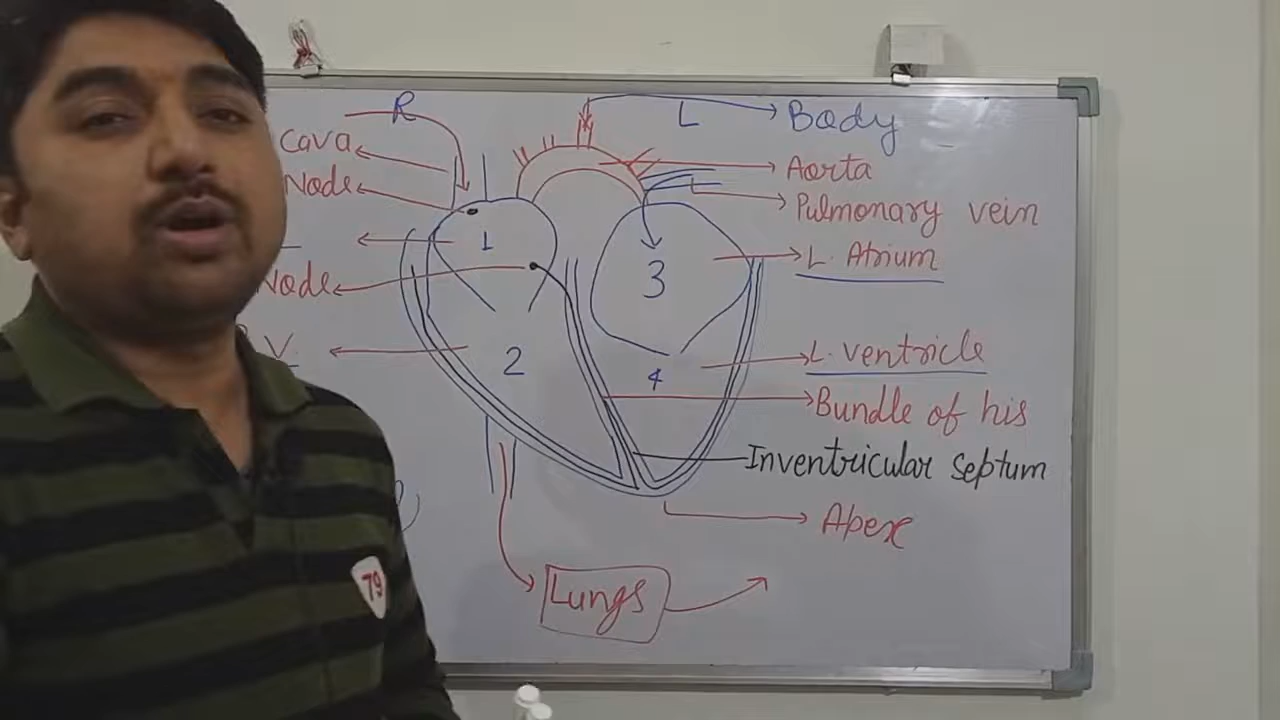 R
L
Body
cava
Aorta
Node
Pulmonary vein
1
L. Atrium
3
Node
V.
2
L. ventricle
4
Bundle of his
Inventricular septum
Apex
79
Lungs